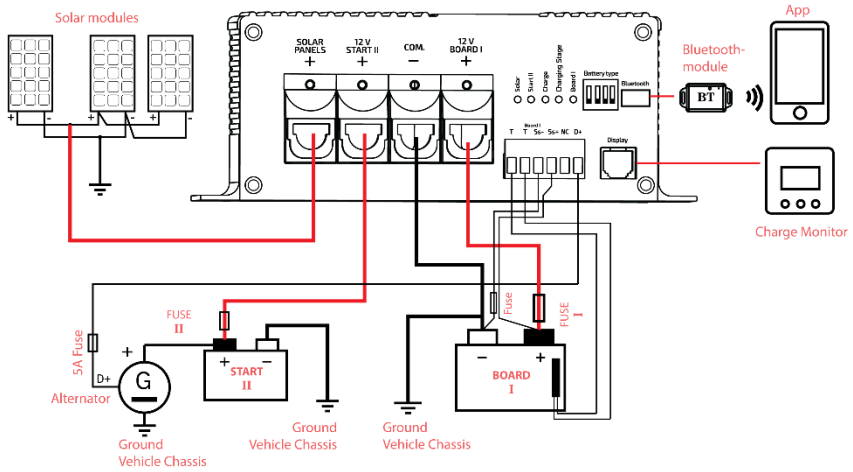 Solar modules
App
SOLAR
PANELS
+
12 V
START II
+
COM.
−
12 V
BOARD I
+
Solar
Start II
Charge
Charging Stage
Board I
Battery type
Bluetooth
Bluetooth-
module
BT
+ -
+ -
+ -
Board I
T T Ss- Ss+ NC D+
Display
Charge Monitor
FUSE
II
5A Fuse
Fuse
FUSE
I
+
D+
G
Alternator
+ −
START
II
− +
BOARD
I
Ground
Vehicle Chassis
Ground
Vehicle Chassis
Ground
Vehicle Chassis